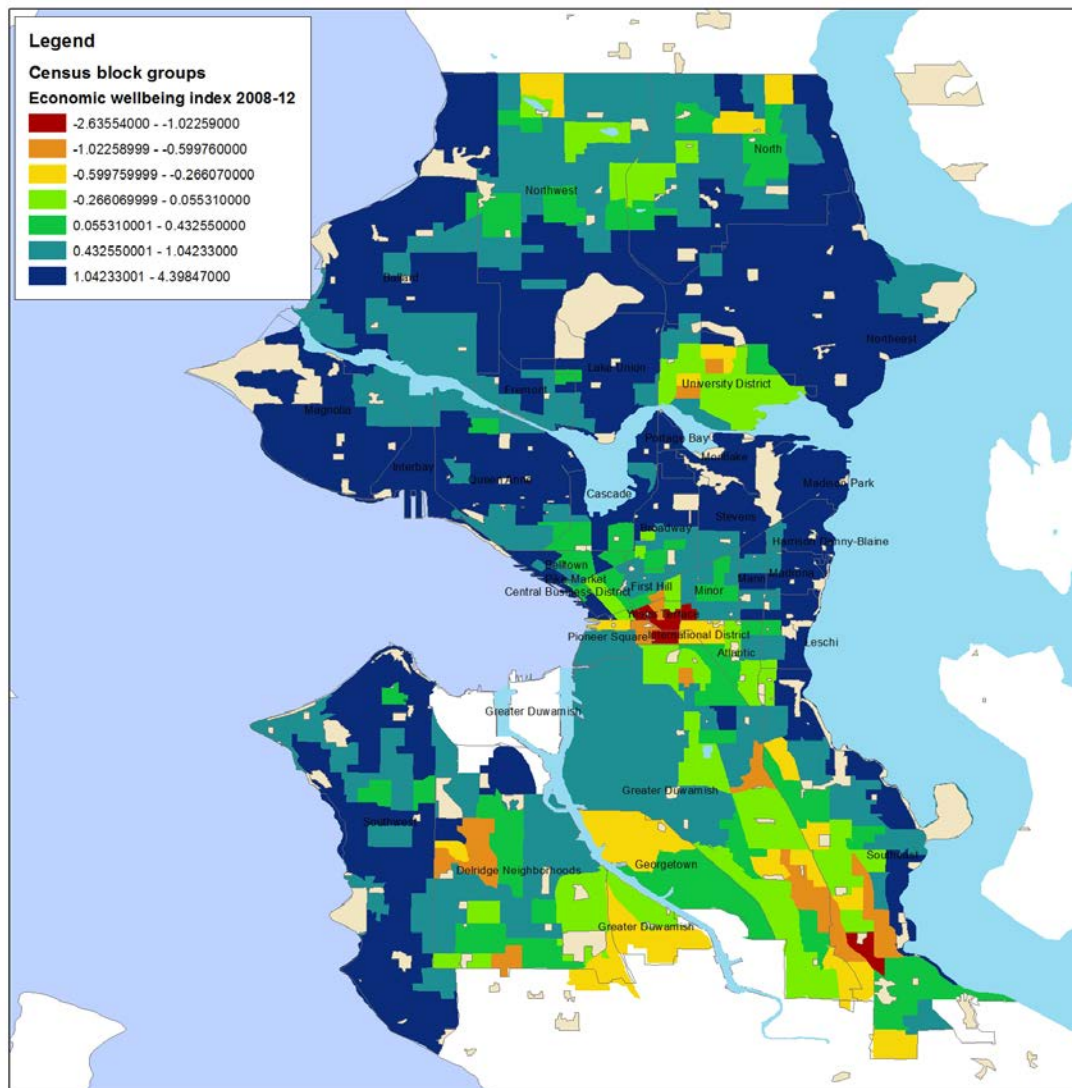 Legend
Census block groups
Economic wellbeing index 2008-12
-2.63554000 - -1.02259000
-1.02258999 - -0.599760000
-0.599759999 - -0.266070000
-0.266069999 - 0.055310000
0.055310001 - 0.432550000
0.432550001 - 1.04233000
1.04233001 - 4.39847000
North
Northwest
Ballard
Northeast
Lake Union
University District
Fremont
Magnolia
Portage Bay
Montlake
Interbay
Queen Anne
Madison Park
Cascade
Stevens
Broadway
Harrison Denny-Blaine
Belltown
Mann
Madrona
Pike-Market
First Hill
Minor
Central Business District
Yesler Terrace
Pioneer Square
International District
Leschi
Atlantic
Greater Duwamish
Greater Duwamish
Southwest
Southeast
Georgetown
Delridge Neighborhoods
Greater Duwamish